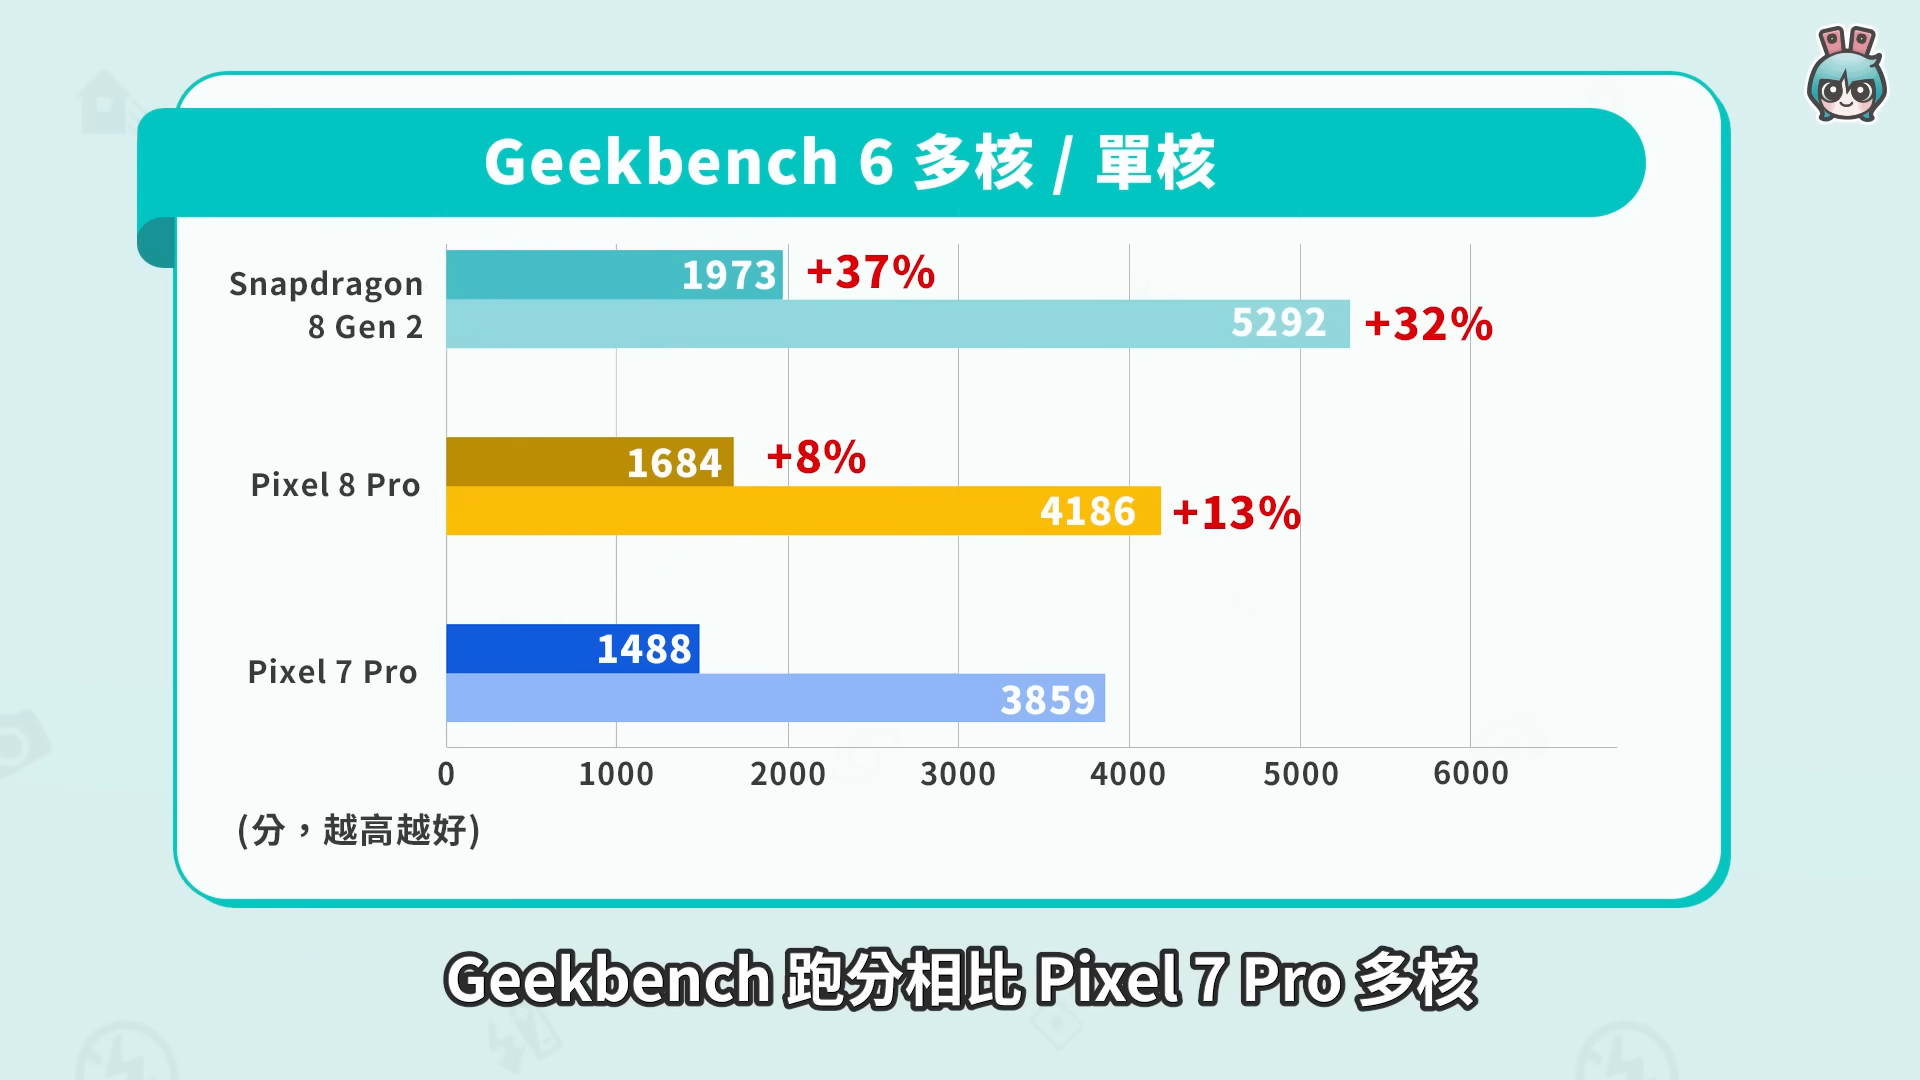 Geekbench 6 多核 / 單核
Snapdragon
8 Gen 2
1973 +37%
5292 +32%
Pixel 8 Pro
1684 +8%
4186 +13%
Pixel 7 Pro
1488
3859
0 1000 2000 3000 4000 5000 6000
(分，越高越好)
Geekbench 跑分相比 Pixel 7 Pro 多核